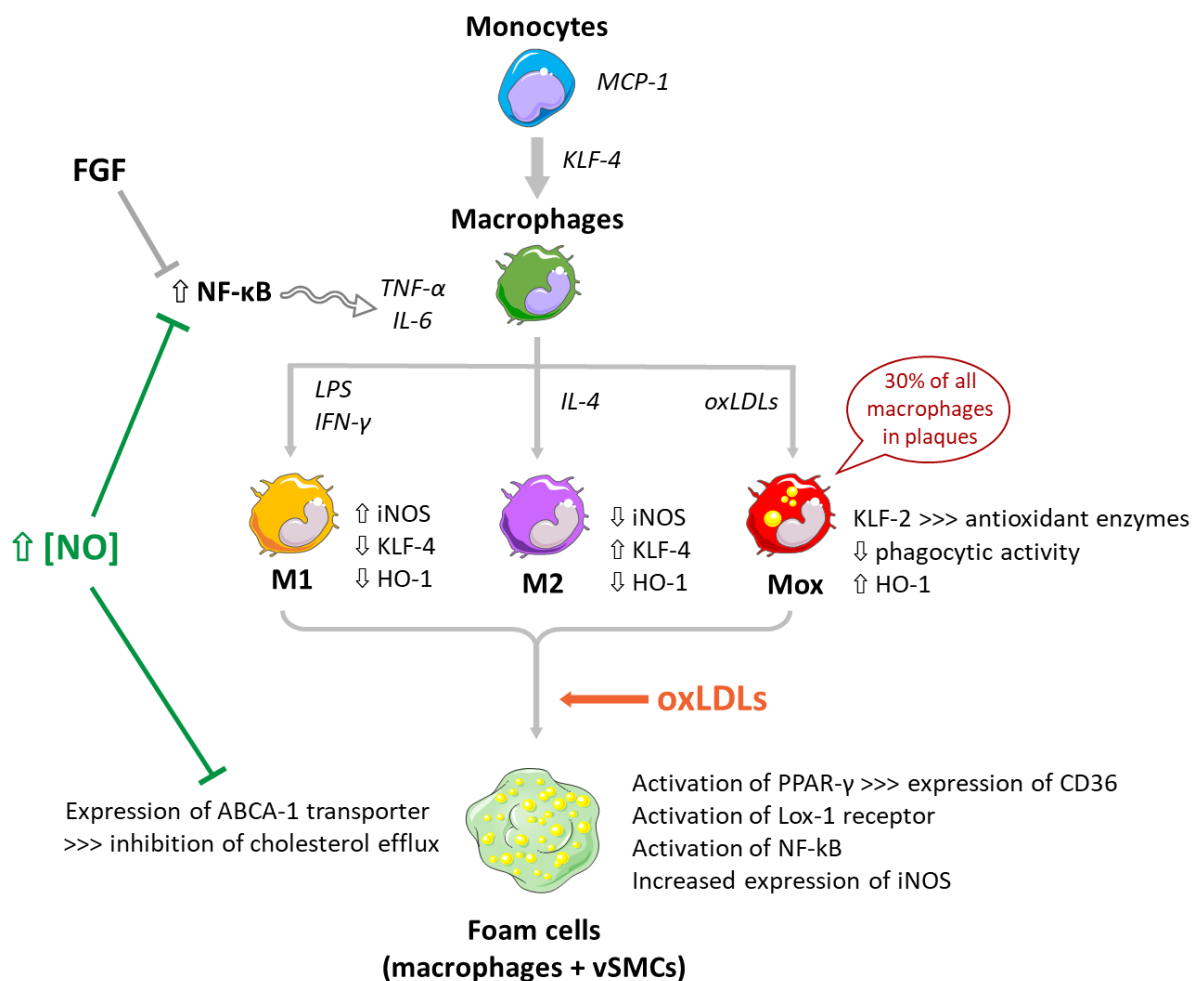 Monocytes
MCP-1
KLF-4
FGF
Macrophages
⇧ NF-κB
TNF-α
IL-6
LPS
IFN-γ
IL-4
oxLDLs
30% of all
macrophages
in plaques
⇧ [NO]
⇧ iNOS
⇩ KLF-4
⇩ HO-1
M1
⇩ iNOS
⇧ KLF-4
⇩ HO-1
M2
KLF-2 >>> antioxidant enzymes
⇩ phagocytic activity
⇧ HO-1
Mox
oxLDLs
Expression of ABCA-1 transporter
>>> inhibition of cholesterol efflux
Activation of PPAR-γ >>> expression of CD36
Activation of Lox-1 receptor
Activation of NF-kB
Increased expression of iNOS
Foam cells
(macrophages + vSMCs)